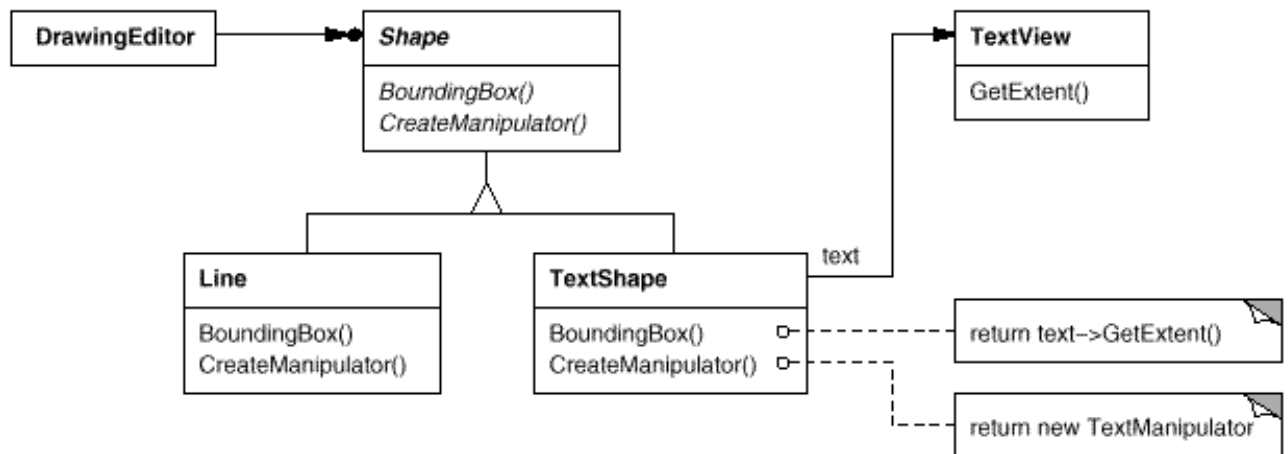 DrawingEditor
Shape
BoundingBox()
CreateManipulator()
TextView
GetExtent()
Line
BoundingBox()
CreateManipulator()
TextShape
BoundingBox()
CreateManipulator()
text
return text–>GetExtent()
return new TextManipulator